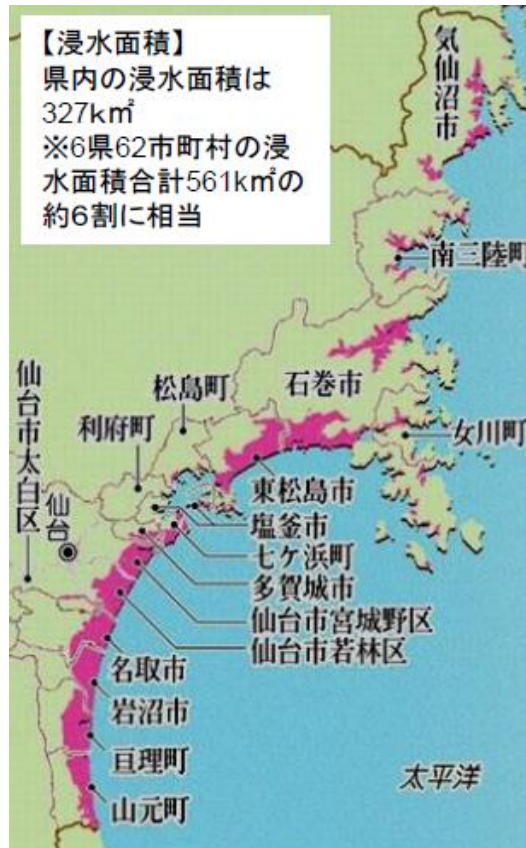 【浸水面積】
県内の浸水面積は
327k㎡
※6県62市町村の浸
水面積合計561k㎡の
約６割に相当
気仙沼市
南三陸町
石巻市
松島町
女川町
利府町
仙台市太白区
東松島市
仙台
塩釜市
七ケ浜町
多賀城市
仙台市宮城野区
仙台市若林区
名取市
岩沼市
亘理町
太平洋
山元町